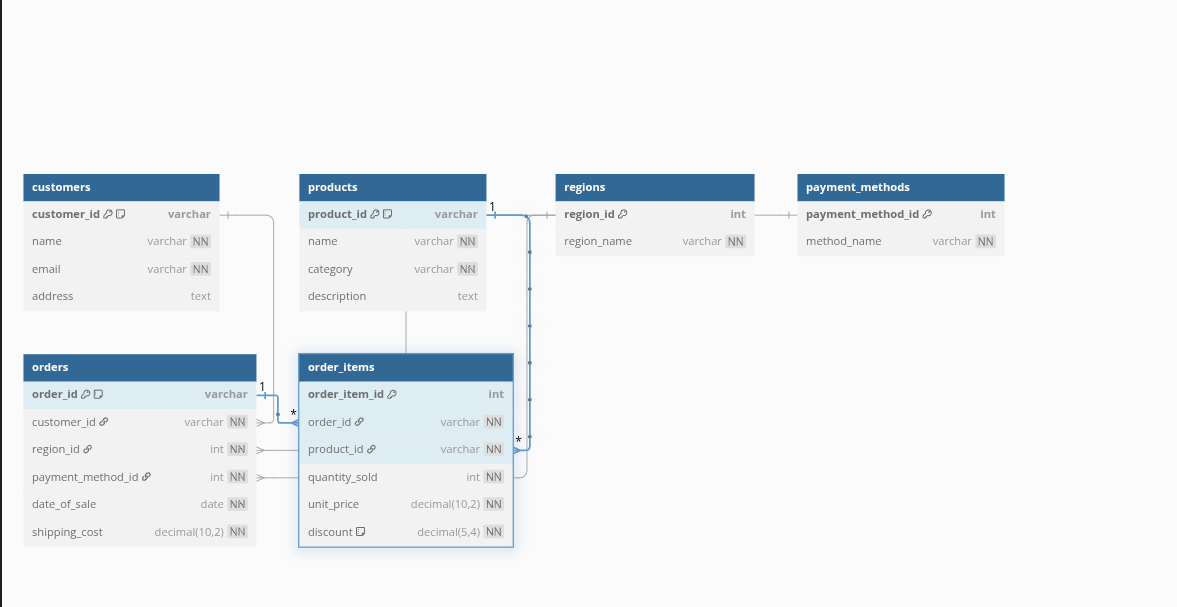 customers
customer_id varchar
name varchar NN
email varchar NN
address text
products
product_id varchar
name varchar NN
category varchar NN
description text
1
regions
region_id int
region_name varchar NN
payment_methods
payment_method_id int
method_name varchar NN
orders
order_id varchar
customer_id varchar NN
region_id int NN
payment_method_id int NN
date_of_sale date NN
shipping_cost decimal(10,2) NN
1
*
order_items
order_item_id int
order_id varchar NN
product_id varchar NN
quantity_sold int NN
unit_price decimal(10,2) NN
discount decimal(5,4) NN
*